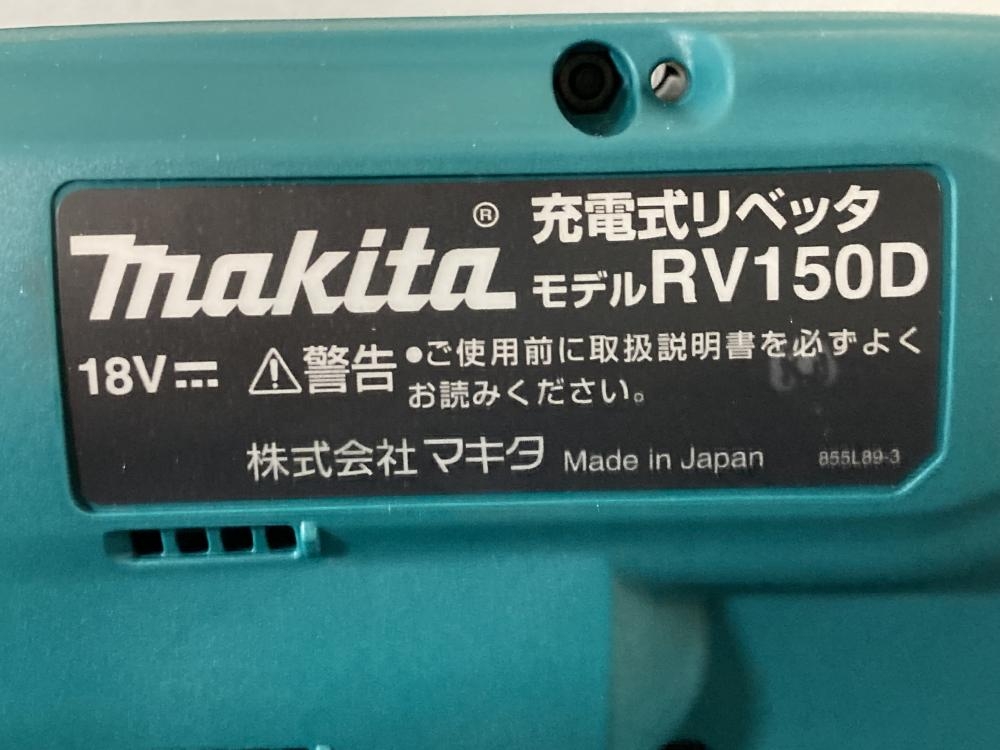 makita® 充電式リベッタ
モデルRV150D
18V⎓ ⚠警告 ●ご使用前に取扱説明書を必ずよく
お読みください。
株式会社マキタ Made in Japan 855L89-3